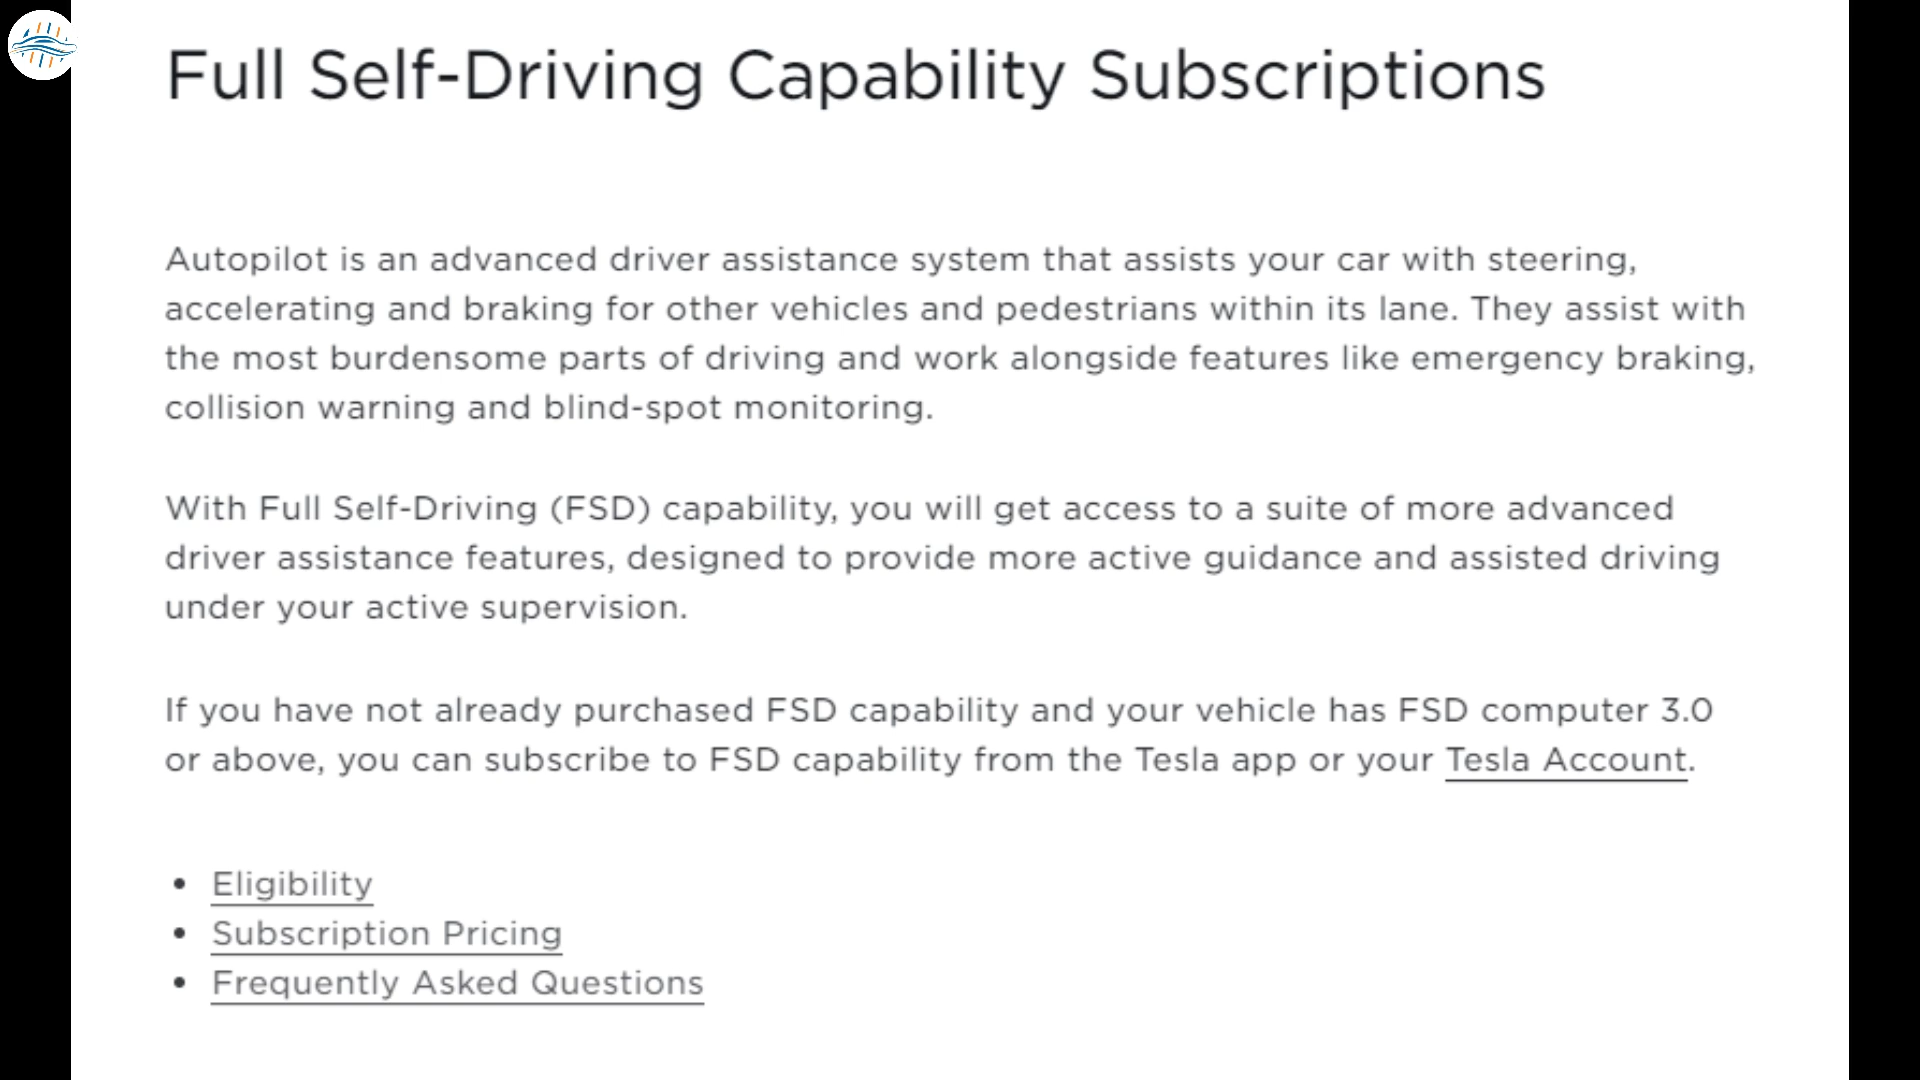 Full Self-Driving Capability Subscriptions
Autopilot is an advanced driver assistance system that assists your car with steering,
accelerating and braking for other vehicles and pedestrians within its lane. They assist with
the most burdensome parts of driving and work alongside features like emergency braking,
collision warning and blind-spot monitoring.
With Full Self-Driving (FSD) capability, you will get access to a suite of more advanced
driver assistance features, designed to provide more active guidance and assisted driving
under your active supervision.
If you have not already purchased FSD capability and your vehicle has FSD computer 3.0
or above, you can subscribe to FSD capability from the Tesla app or your Tesla Account.
• Eligibility
• Subscription Pricing
• Frequently Asked Questions